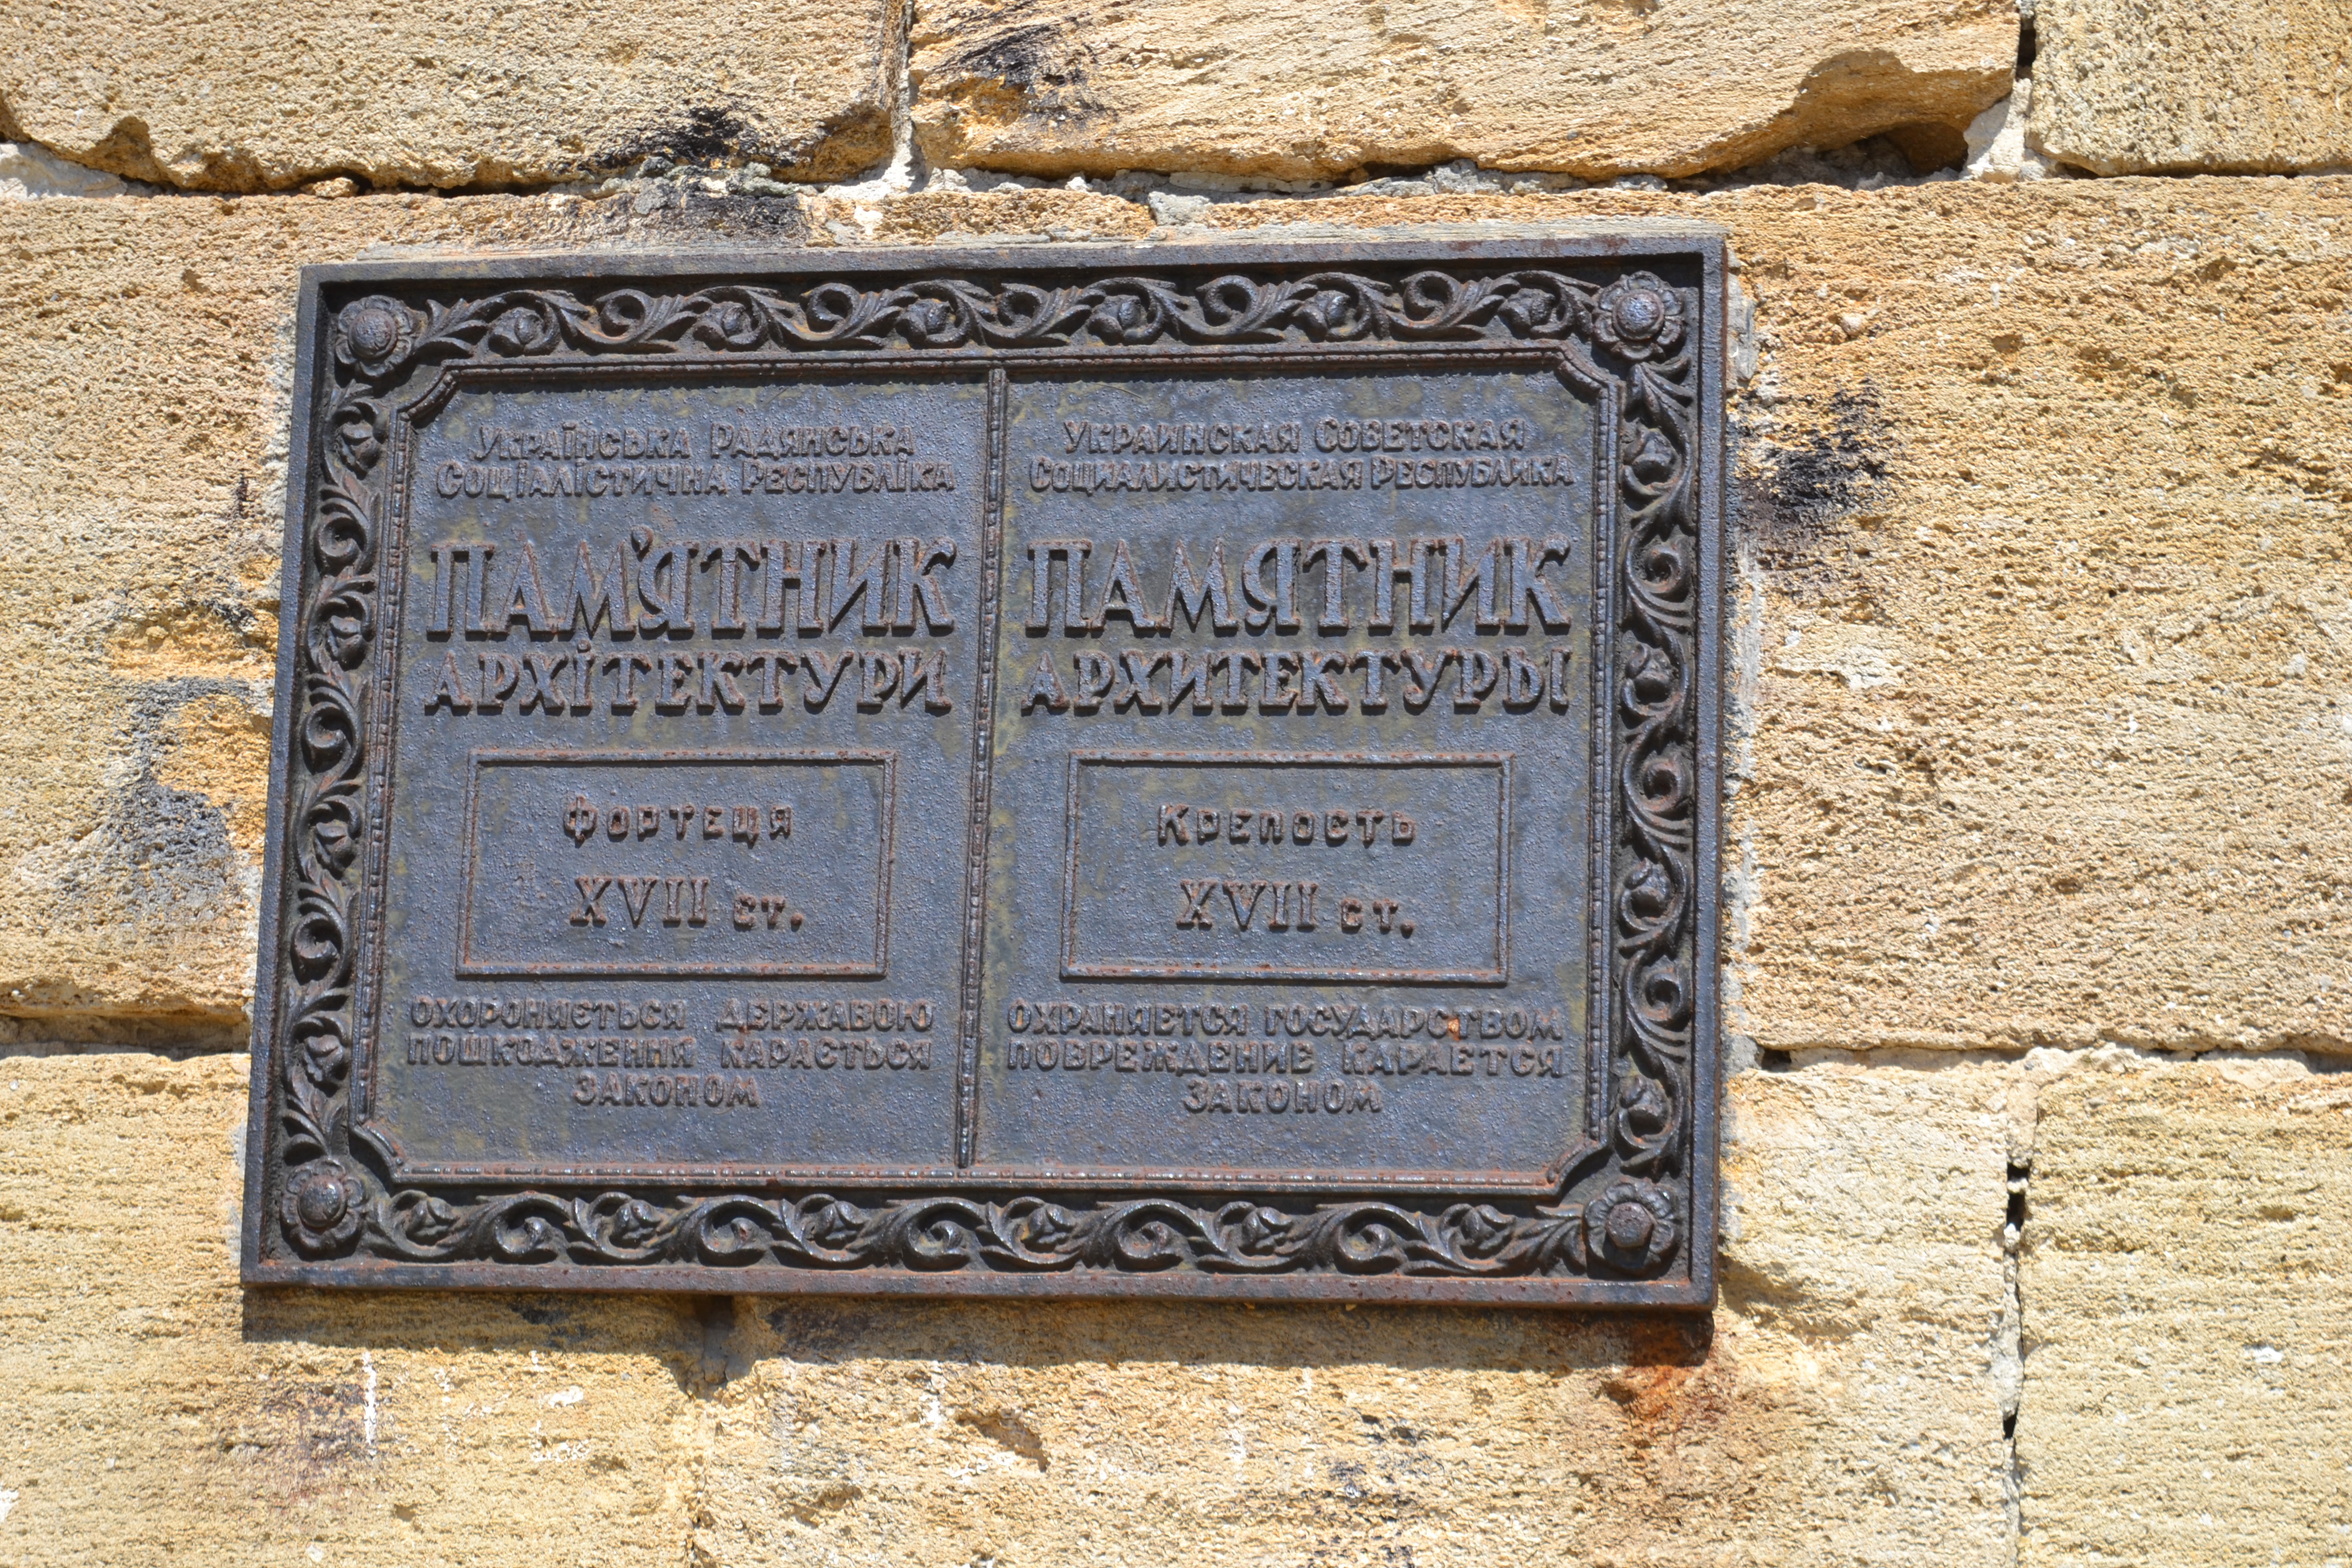 Українська Радянська
Соціалістична Республіка
ПАМ'ЯТНИК
АРХІТЕКТУРИ
Фортеця
XVII ст.
ОХОРОНЯЄТЬСЯ ДЕРЖАВОЮ
ПОШКОДЖЕННЯ КАРАЄТЬСЯ
ЗАКОНОМ
Украинская Советская
Социалистическая Республика
ПАМЯТНИК
АРХИТЕКТУРЫ
Крепость
XVII ст.
ОХРАНЯЕТСЯ ГОСУДАРСТВОМ
ПОВРЕЖДЕНИЕ КАРАЕТСЯ
ЗАКОНОМ